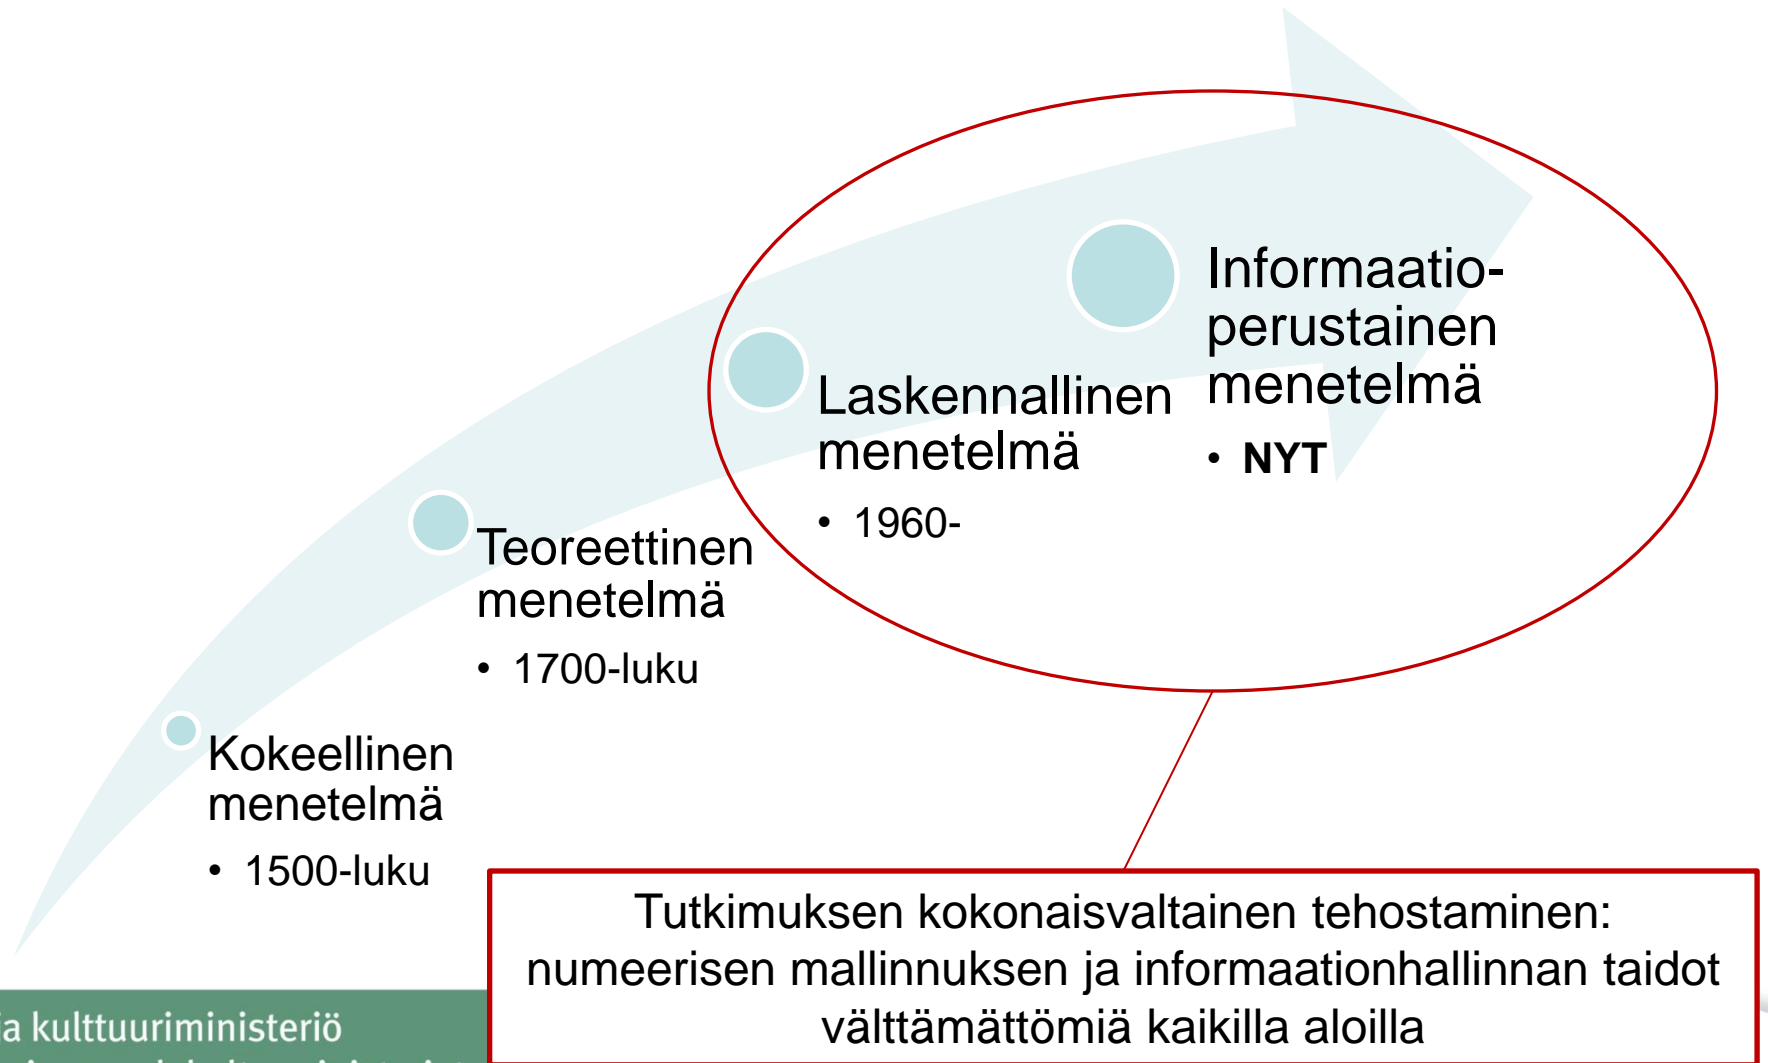 Informaatio-
perustainen
menetelmä
• NYT
Laskennallinen
menetelmä
• 1960-
Teoreettinen
menetelmä
• 1700-luku
Kokeellinen
menetelmä
• 1500-luku
Tutkimuksen kokonaisvaltainen tehostaminen:
numeerisen mallinnuksen ja informaationhallinnan taidot
välttämättömiä kaikilla aloilla
ja kulttuuriministeriö